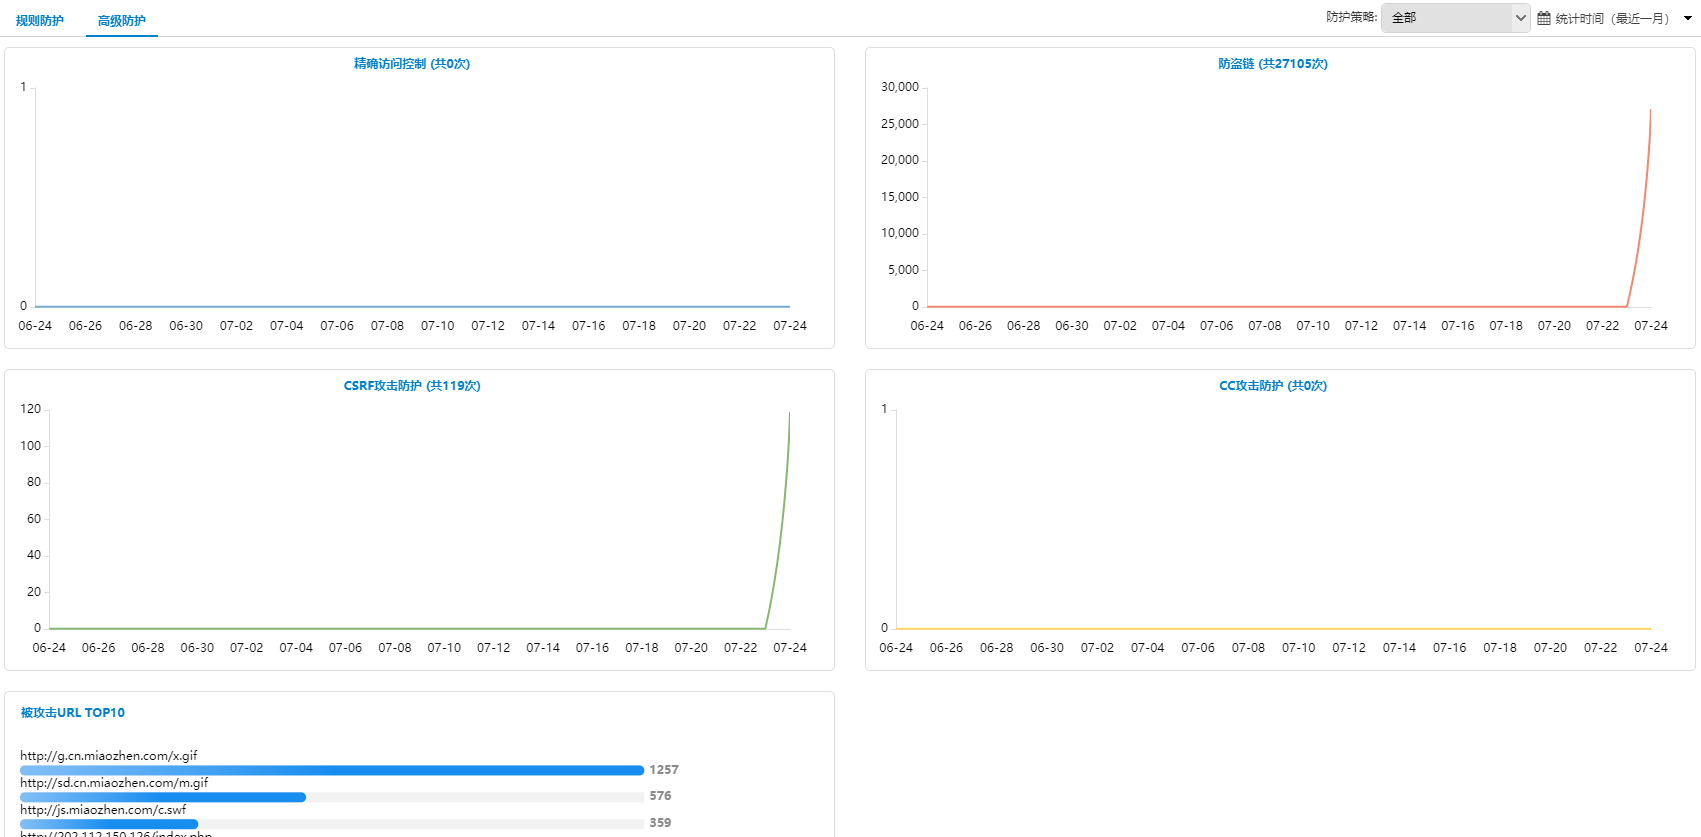 规则防护 高级防护 防护策略: 全部 统计时间（最近一月）
精确访问控制 (共0次)
1
0
06-24 06-26 06-28 06-30 07-02 07-04 07-06 07-08 07-10 07-12 07-14 07-16 07-18 07-20 07-22 07-24
防盗链 (共27105次)
30,000
25,000
20,000
15,000
10,000
5,000
0
06-24 06-26 06-28 06-30 07-02 07-04 07-06 07-08 07-10 07-12 07-14 07-16 07-18 07-20 07-22 07-24
CSRF攻击防护 (共119次)
120
100
80
60
40
20
0
06-24 06-26 06-28 06-30 07-02 07-04 07-06 07-08 07-10 07-12 07-14 07-16 07-18 07-20 07-22 07-24
CC攻击防护 (共0次)
1
0
06-24 06-26 06-28 06-30 07-02 07-04 07-06 07-08 07-10 07-12 07-14 07-16 07-18 07-20 07-22 07-24
被攻击URL TOP10
http://g.cn.miaozhen.com/x.gif
1257
http://sd.cn.miaozhen.com/m.gif
576
http://js.miaozhen.com/c.swf
359
http://202.112.150.126/index.php